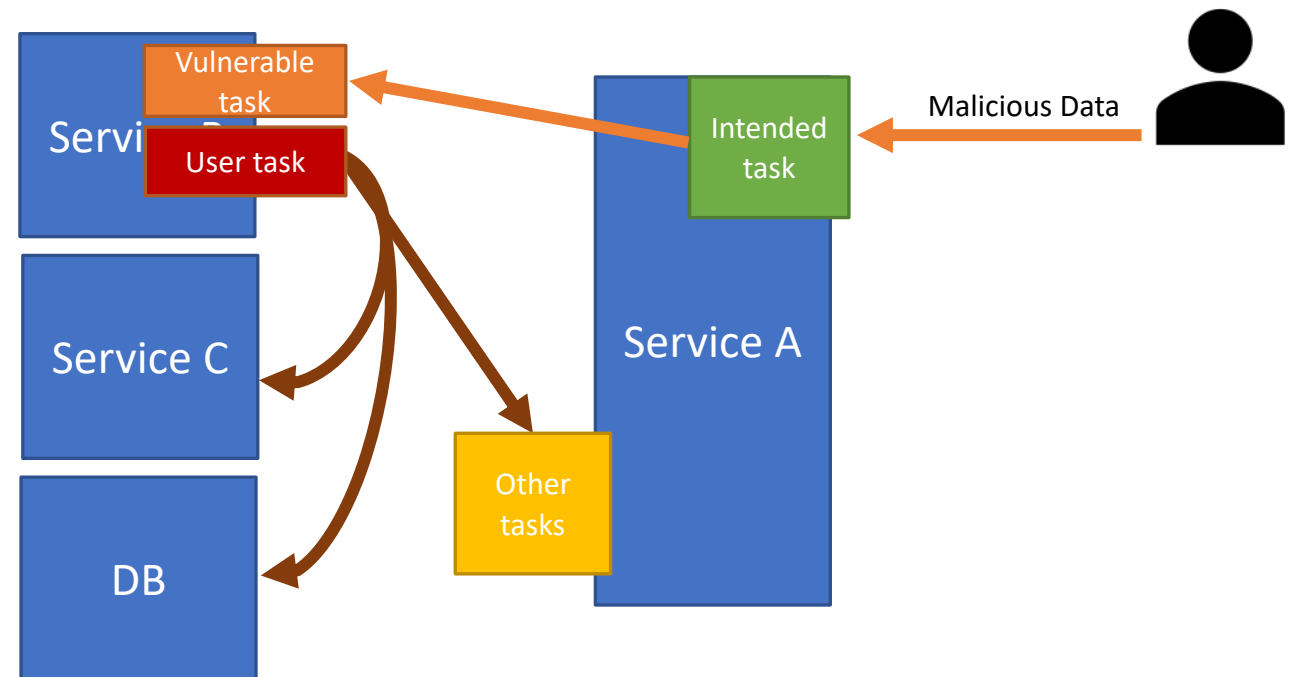 Vulnerable
task
User task
Service C
DB
Other
tasks
Service A
Intended
task
Malicious Data